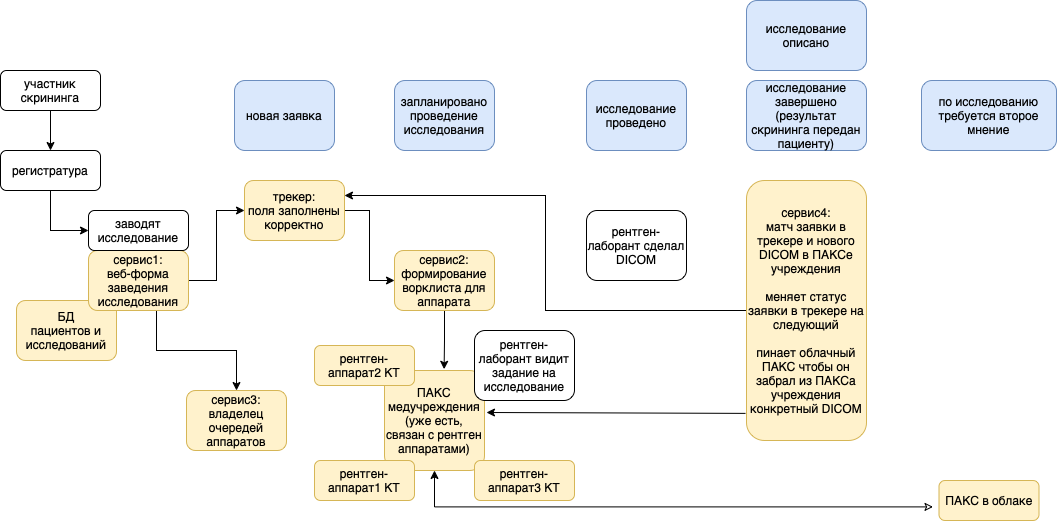 исследование
описано
участник
скрининга
новая заявка
запланировано
проведение
исследования
исследование
проведено
исследование
завершено
(результат
скрининга передан
пациенту)
по исследованию
требуется второе
мнение
регистратура
заводят
исследование
сервис1:
веб-форма
заведения
исследования
БД
пациентов и
исследований
трекер:
поля заполнены
корректно
сервис2:
формирование
ворклиста для
аппарата
рентген-
лаборант сделал
DICOM
сервис4:
матч заявки в
трекере и нового
DICOM в ПАКСе
учреждения
меняет статус
заявки в трекере на
следующий
пинает облачный
ПАКС чтобы он
забрал из ПАКСа
учреждения
конкретный DICOM
сервис3:
владелец
очередей
аппаратов
рентген-
аппарат2 КТ
рентген-
лаборант видит
задание на
исследование
ПАКС
медучреждения
(уже есть,
связан с рентген
аппаратами)
рентген-
аппарат1 КТ
рентген-
аппарат3 КТ
ПАКС в облаке